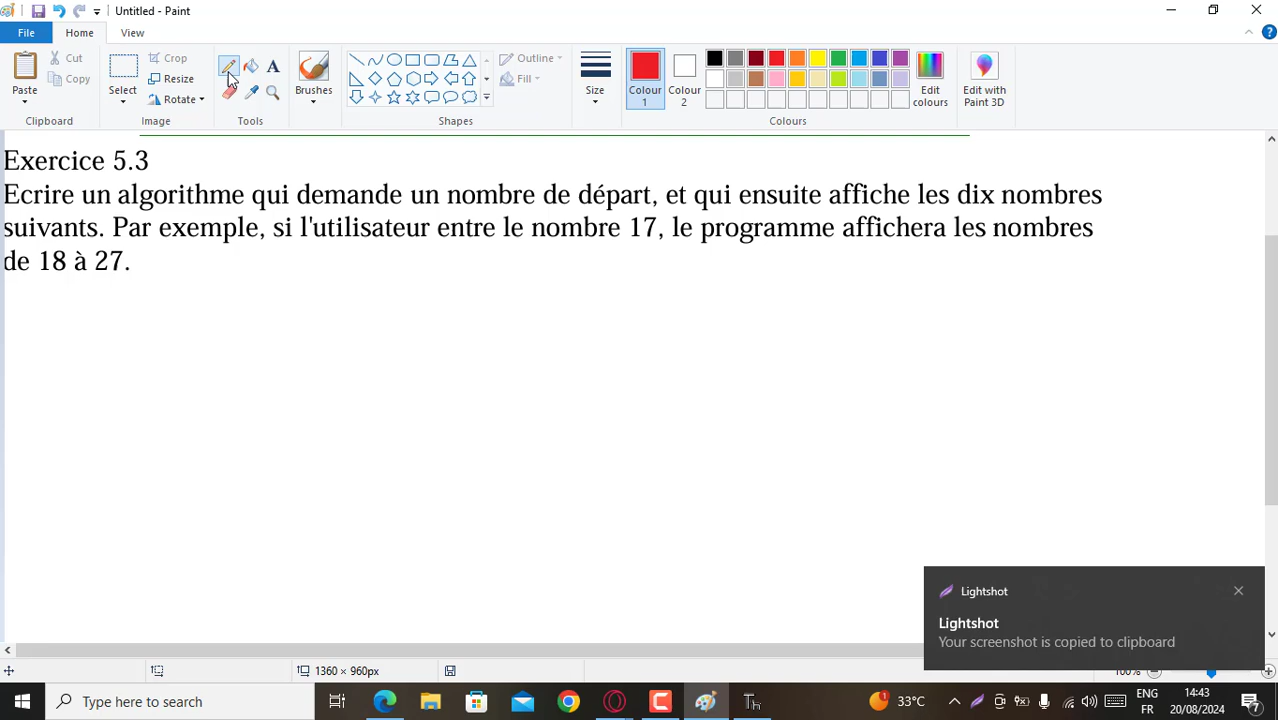 Untitled - Paint
File
Home
View
Paste
Cut
Copy
Clipboard
Select
Crop
Resize
Rotate
Image
A
Tools
Brushes
Outline
Fill
Shapes
Size
Colour 1
Colour 2
Edit colours
Colours
Edit with Paint 3D
Exercice 5.3
Ecrire un algorithme qui demande un nombre de départ, et qui ensuite affiche les dix nombres
suivants. Par exemple, si l'utilisateur entre le nombre 17, le programme affichera les nombres
de 18 à 27.
Lightshot
Lightshot
Your screenshot is copied to clipboard
1360 × 960px
100%
Type here to search
Th
1
33°C
ENG
FR
14:43
20/08/2024
7